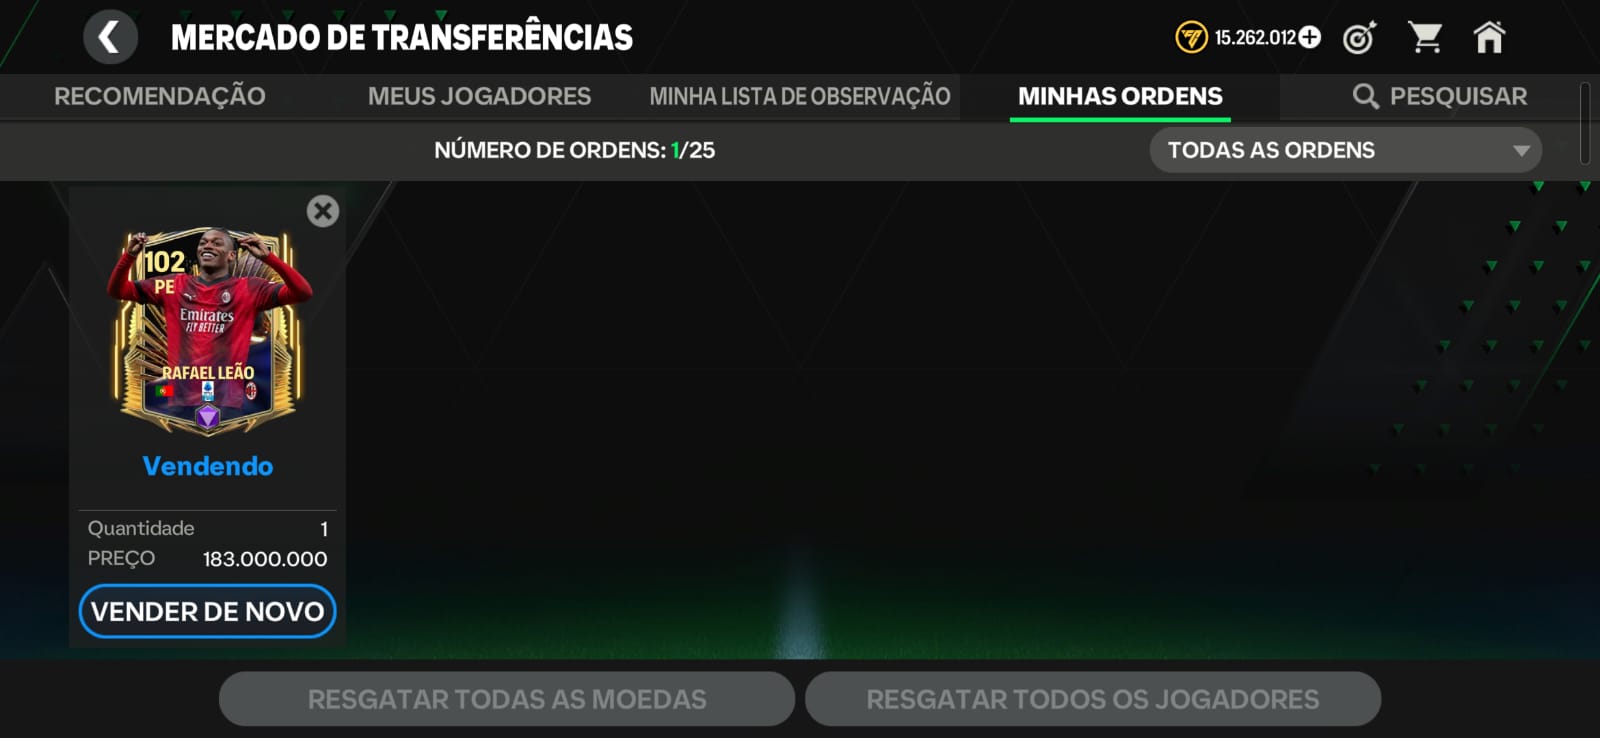 MERCADO DE TRANSFERÊNCIAS
15.262.012
RECOMENDAÇÃO
MEUS JOGADORES
MINHA LISTA DE OBSERVAÇÃO
MINHAS ORDENS
PESQUISAR
NÚMERO DE ORDENS: 1/25
TODAS AS ORDENS
102
PE
Emirates
FLY BETTER
RAFAEL LEÃO
Vendendo
Quantidade 1
PREÇO 183.000.000
VENDER DE NOVO
RESGATAR TODAS AS MOEDAS
RESGATAR TODOS OS JOGADORES